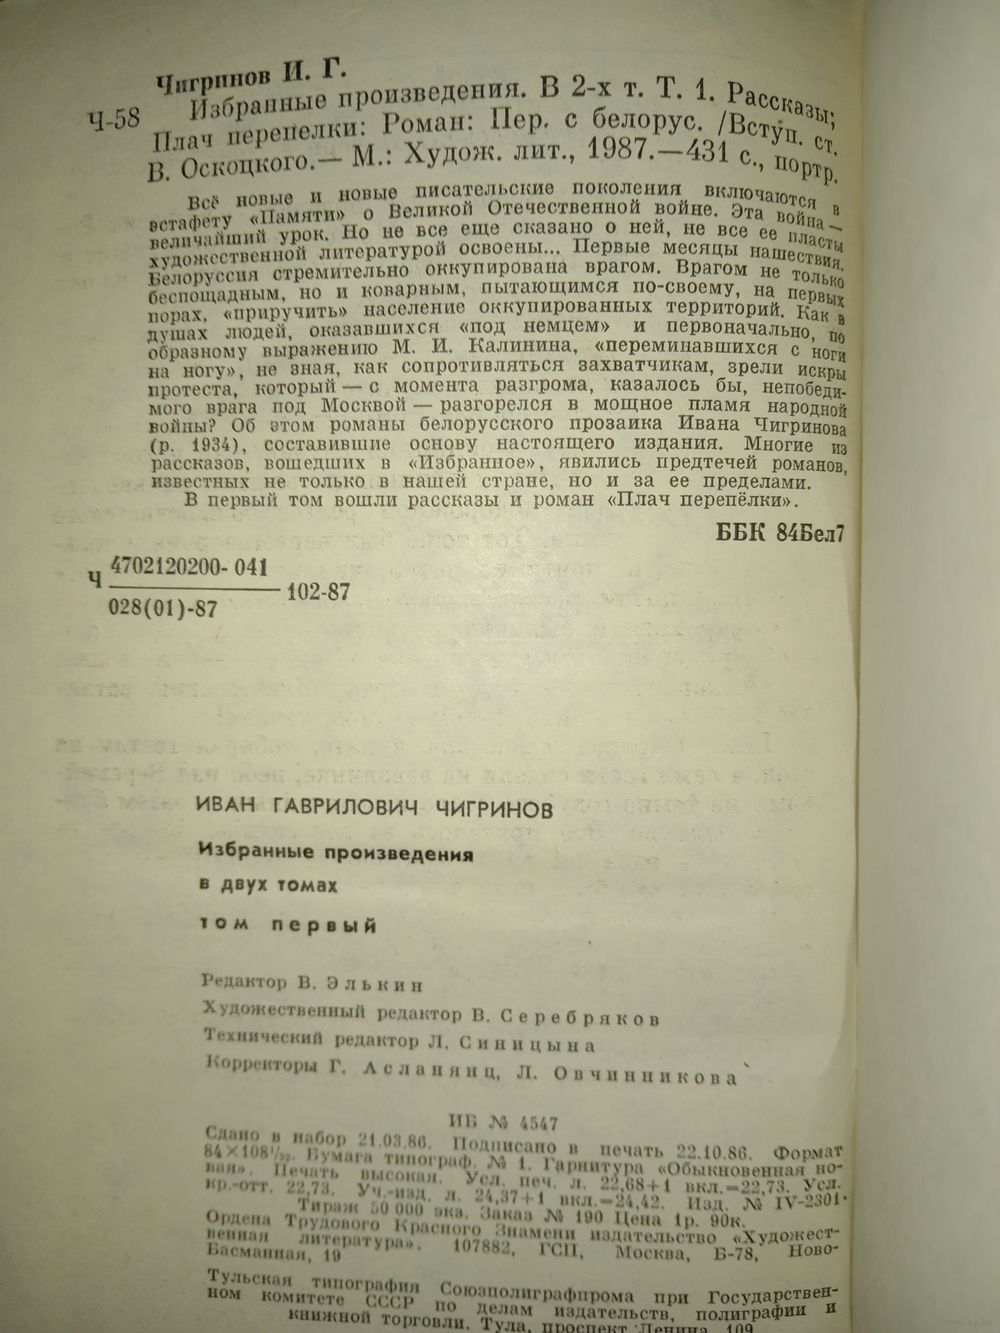 Чигринов И. Г.
Ч-58 Избранные произведения. В 2-х т. Т. 1. Рассказы;
Плач перепелки: Роман: Пер. с белорус. /Вступ. ст.
В. Оскоцкого.— М.: Худож. лит., 1987.—431 с., портр.
Всё новые и новые писательские поколения включаются в
эстафету «Памяти» о Великой Отечественной войне. Эта война —
величайший урок. Но не все еще сказано о ней, не все ее пласты
художественной литературой освоены... Первые месяцы нашествия.
Белоруссия стремительно оккупирована врагом. Врагом не только
беспощадным, но и коварным, пытающимся по-своему, на первых
порах, «приручить» население оккупированных территорий. Как в
душах людей, оказавшихся «под немцем» и первоначально, по
образному выражению М. И. Калинина, «переминавшихся с ноги
на ногу», не зная, как сопротивляться захватчикам, зрели искры
протеста, который — с момента разгрома, казалось бы, непобеди-
мого врага под Москвой — разгорелся в мощное пламя народной
войны? Об этом романы белорусского прозаика Ивана Чигринова
(р. 1934), составившие основу настоящего издания. Многие из
рассказов, вошедших в «Избранное», явились предтечей романов,
известных не только в нашей стране, но и за ее пределами.
В первый том вошли рассказы и роман «Плач перепёлки».
ББК 84Бел7
Ч 4702120200-041
028(01)-87 102-87
ИВАН ГАВРИЛОВИЧ ЧИГРИНОВ
Избранные произведения
в двух томах
том первый
Редактор В. Элькин
Художественный редактор В. Серебряков
Технический редактор Л. Синицына
Корректоры Г. Асланянц, Л. Овчинникова
ИБ № 4547
Сдано в набор 21.03.86. Подписано в печать 22.10.86. Формат
84×108¹/₃₂. Бумага типограф. № 1. Гарнитура «Обыкновенная но-
вая». Печать высокая. Усл. печ. л. 22,68+1 вкл.=22,73. Усл.
кр.-отт. 22,73. Уч.-изд. л. 24,37+1 вкл.=24,42. Изд. № IV-2301.
Тираж 50 000 экз. Заказ № 190 Цена 1р. 90к.
Ордена Трудового Красного Знамени издательство «Художест-
венная литература». 107882, ГСП, Москва, Б-78, Ново-
Басманная, 19
Тульская типография Союзполиграфпрома при Государствен-
ном комитете СССР по делам издательств, полиграфии и
книжной торговли. Тула, проспект Ленина, 109